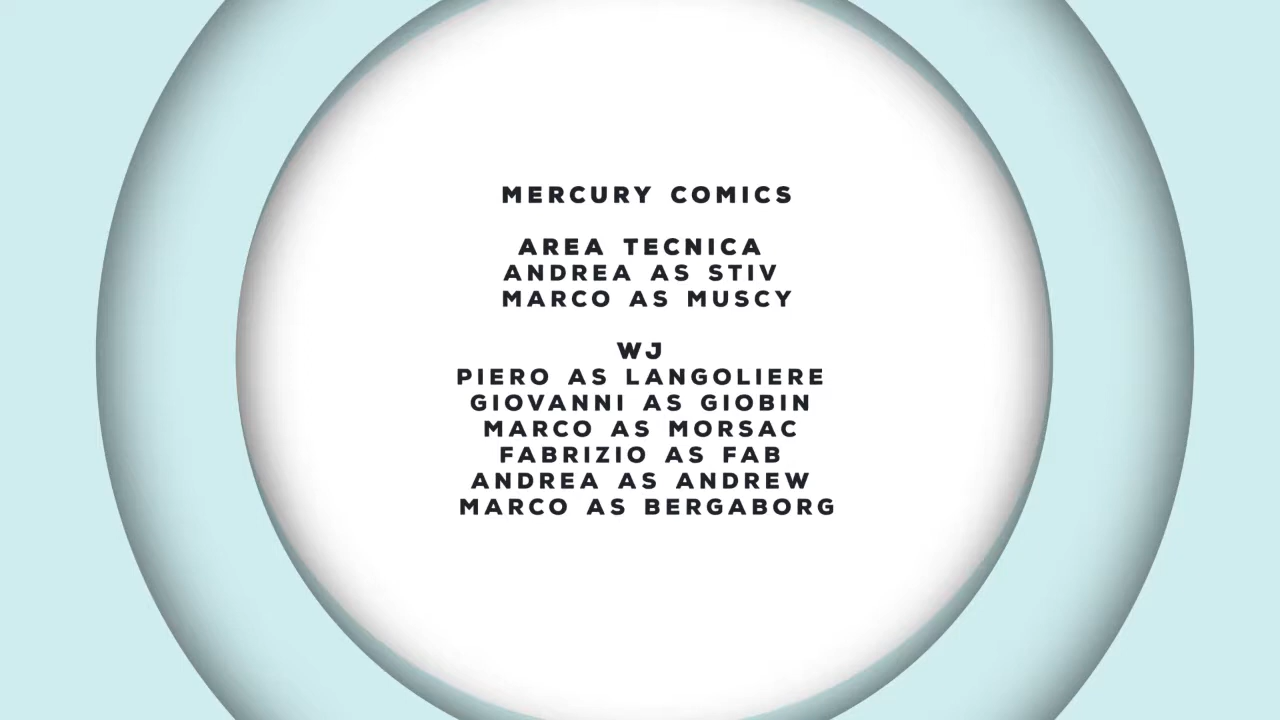 MERCURY COMICS
AREA TECNICA
ANDREA AS STIV
MARCO AS MUSCY
WJ
PIERO AS LANGOLIERE
GIOVANNI AS GIOBIN
MARCO AS MORSAC
FABRIZIO AS FAB
ANDREA AS ANDREW
MARCO AS BERGABORG